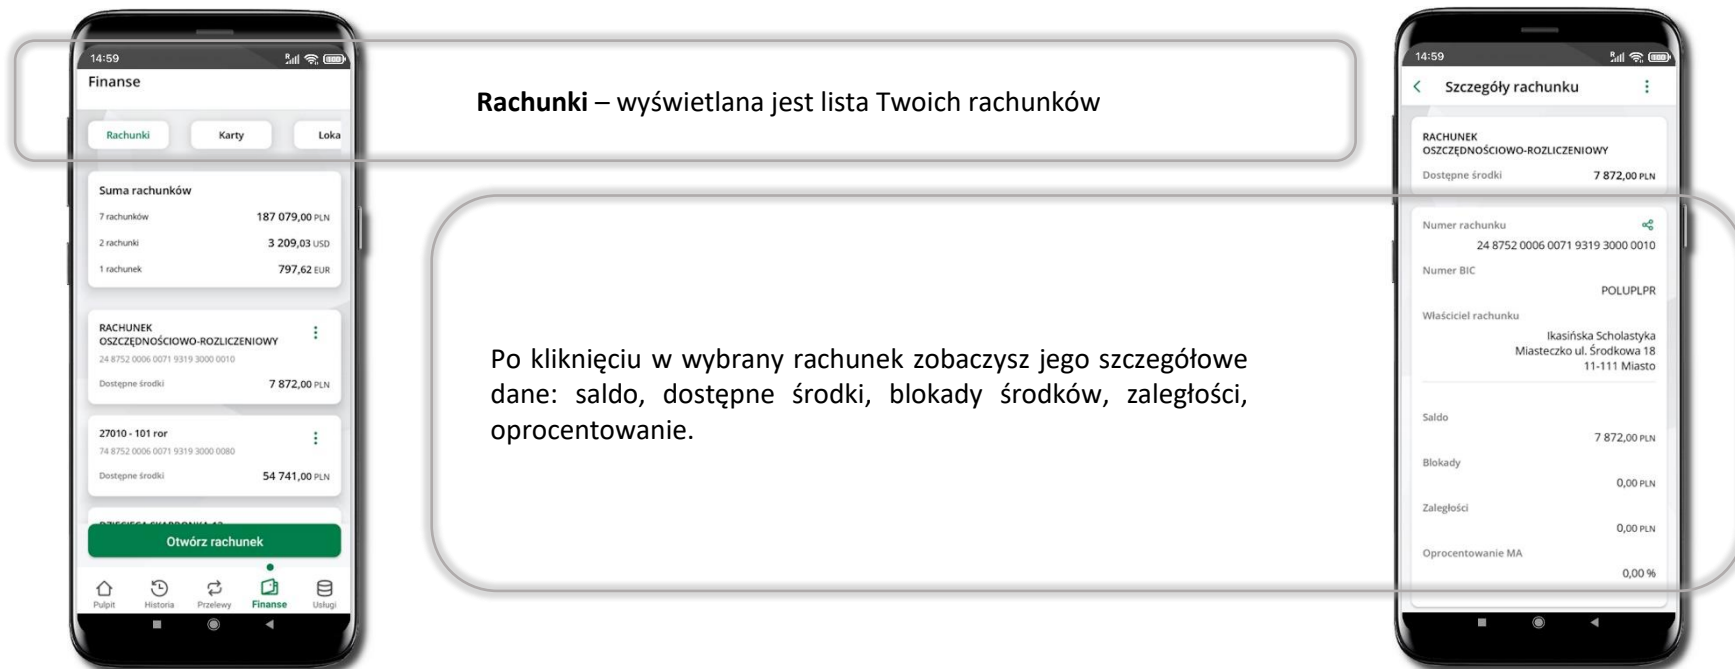 14:59
Finanse
Rachunki
Karty
Loka
Suma rachunków
7 rachunków
187 079,00 PLN
2 rachunki
3 209,03 USD
1 rachunek
797,62 EUR
RACHUNEK
OSZCZĘDNOŚCIOWO-ROZLICZENIOWY
24 8752 0006 0071 9319 3000 0010
Dostępne środki
7 872,00 PLN
27010 - 101 ror
74 8752 0006 0071 9319 3000 0080
Dostępne środki
54 741,00 PLN
Otwórz rachunek
Pulpit
Historia
Przelewy
Finanse
Usługi
Rachunki – wyświetlana jest lista Twoich rachunków
Po kliknięciu w wybrany rachunek zobaczysz jego szczegółowe
dane: saldo, dostępne środki, blokady środków, zaległości,
oprocentowanie.
14:59
Szczegóły rachunku
RACHUNEK
OSZCZĘDNOŚCIOWO-ROZLICZENIOWY
Dostępne środki
7 872,00 PLN
Numer rachunku
24 8752 0006 0071 9319 3000 0010
Numer BIC
POLUPLPR
Właściciel rachunku
Ikasińska Scholastyka
Miasteczko ul. Środkowa 18
11-111 Miasto
Saldo
7 872,00 PLN
Blokady
0,00 PLN
Zaległości
0,00 PLN
Oprocentowanie MA
0,00 %